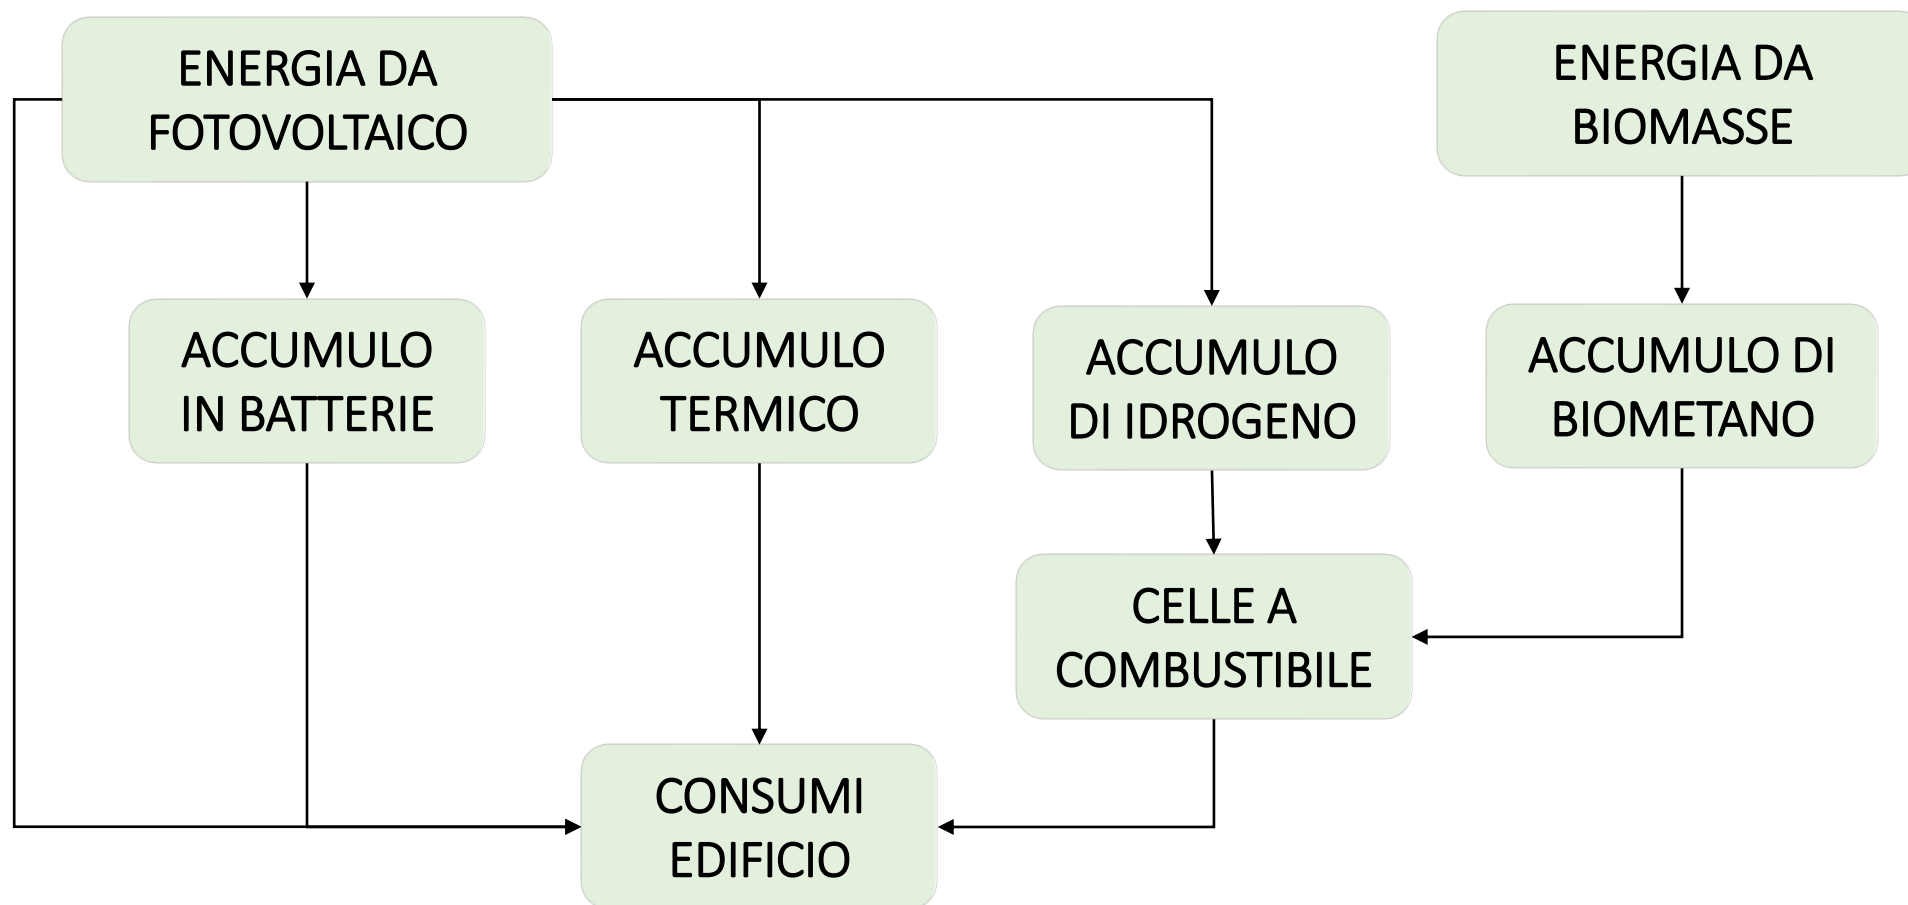 ENERGIA DA
FOTOVOLTAICO
ENERGIA DA
BIOMASSE
ACCUMULO
IN BATTERIE
ACCUMULO
TERMICO
ACCUMULO
DI IDROGENO
ACCUMULO DI
BIOMETANO
CELLE A
COMBUSTIBILE
CONSUMI
EDIFICIO